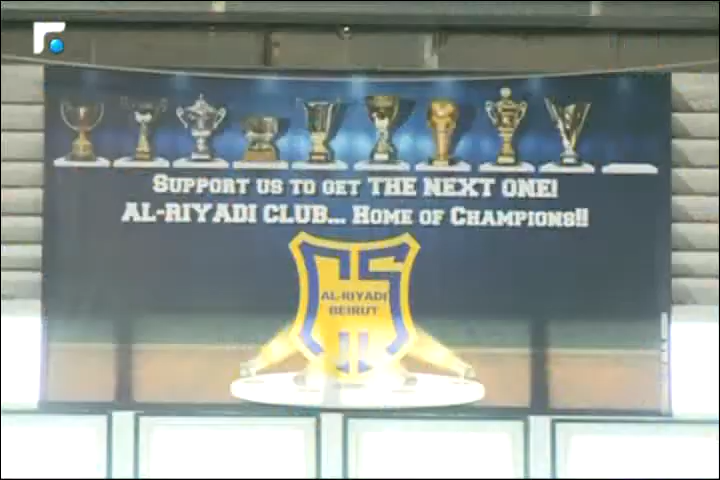 SUPPORT US TO GET THE NEXT ONE!
AL-RIYADI CLUB... HOME OF CHAMPIONS!!
AL-RIYADI
BEIRUT